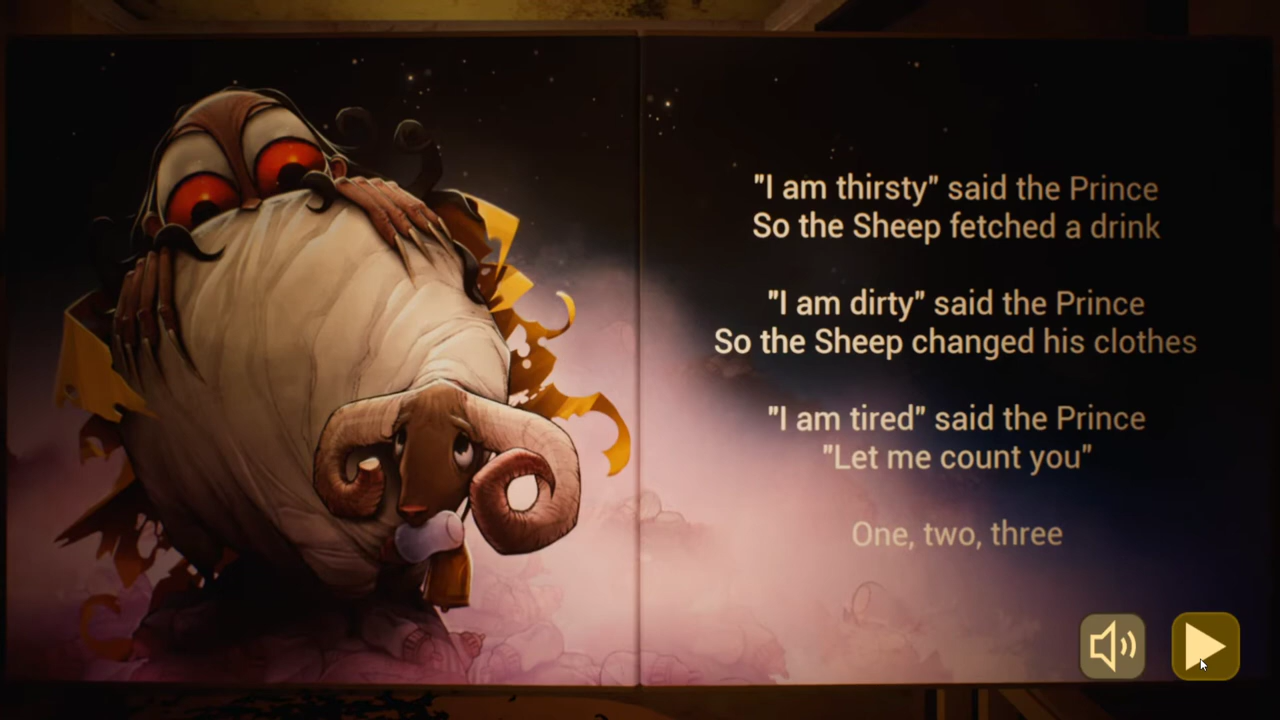 "I am thirsty" said the Prince
So the Sheep fetched a drink
"I am dirty" said the Prince
So the Sheep changed his clothes
"I am tired" said the Prince
"Let me count you"
One, two, three